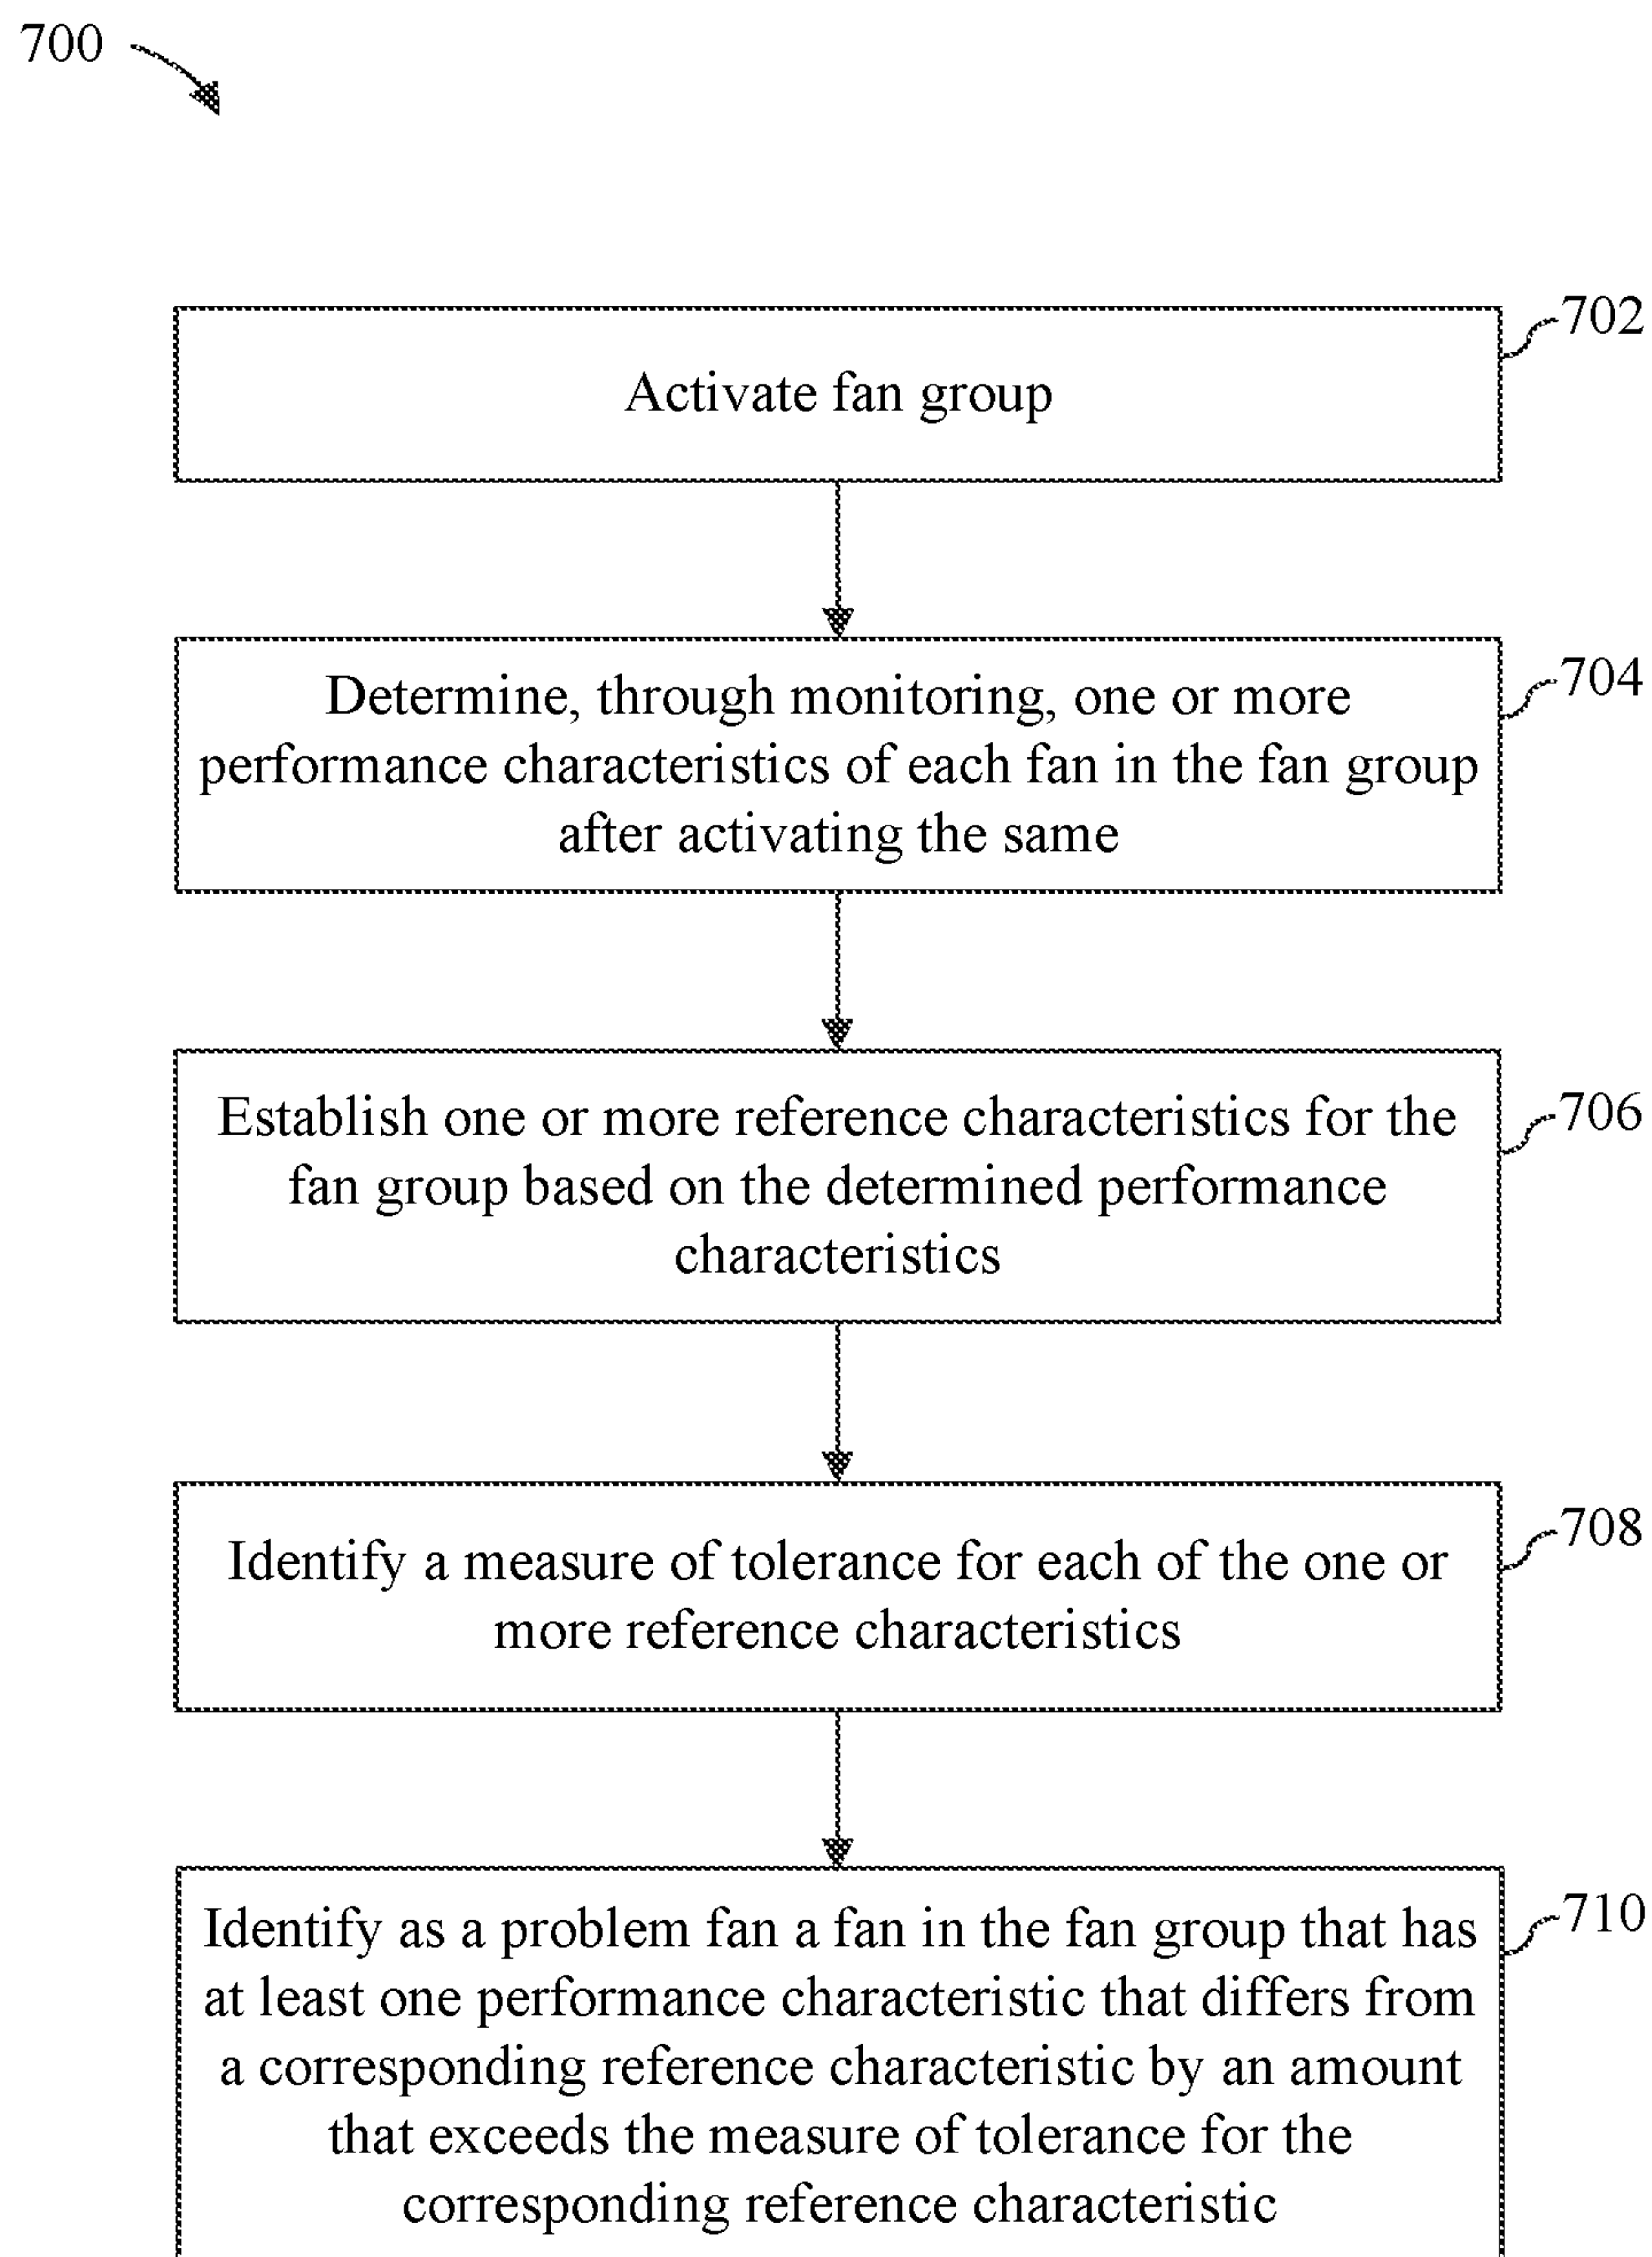 700
702
Activate fan group
704
Determine, through monitoring, one or more
performance characteristics of each fan in the fan group
after activating the same
706
Establish one or more reference characteristics for the
fan group based on the determined performance
characteristics
708
Identify a measure of tolerance for each of the one or
more reference characteristics
710
Identify as a problem fan a fan in the fan group that has
at least one performance characteristic that differs from
a corresponding reference characteristic by an amount
that exceeds the measure of tolerance for the
corresponding reference characteristic